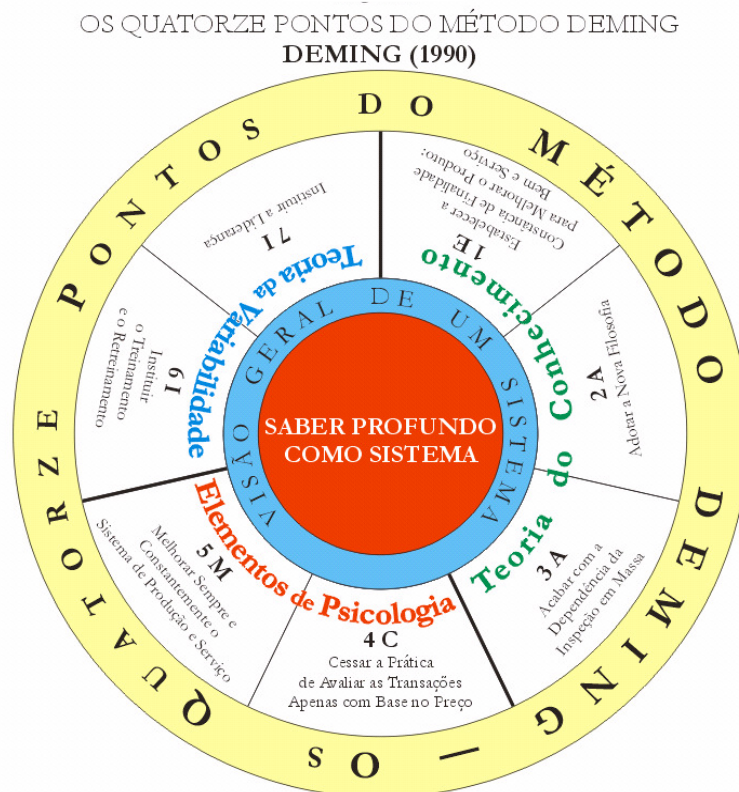 OS QUATORZE PONTOS DO MÉTODO DEMING
DEMING (1990)
OS QUATORZE PONTOS DO MÉTODO DEMING —
VISÃO GERAL DE UM SISTEMA
SABER PROFUNDO
COMO SISTEMA
Teoria do Conhecimento
1E
Estabelecer a
Constância de Finalidade
para Melhorar o Produto:
Bem e Serviço
2 A
Adotar a Nova Filosofia
3 A
Acabar com a
Dependência da
Inspeção em Massa
Elementos de Psicologia
4 C
Cessar a Prática
de Avaliar as Transações
Apenas com Base no Preço
5 M
Melhorar Sempre e
Constantemente o
Sistema de Produção e Serviço
Teoria da Variabilidade
6 I
Instituir
o Treinamento
e o Retreinamento
7 I
Instituir a Liderança